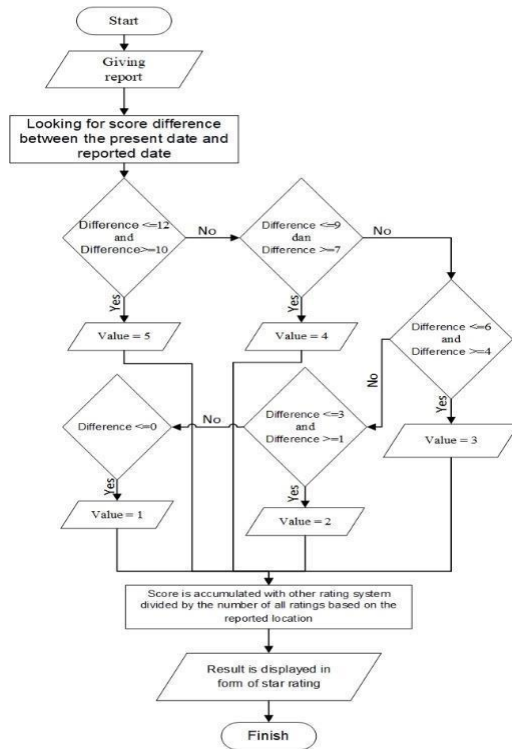 Start
Giving
report
Looking for score difference
between the present date and
reported date
Difference <=12
and
Difference>=10
No
Difference <=9
dan
Difference >=7
No
Yes
Yes
Value = 5
Value = 4
Difference <=6
and
Difference >=4
No
Yes
Difference <=0
No
Difference <=3
and
Difference >=1
Value = 3
Yes
Yes
Value = 1
Value = 2
Score is accumulated with other rating system
divided by the number of all ratings based on the
reported location
Result is displayed in
form of star rating
Finish